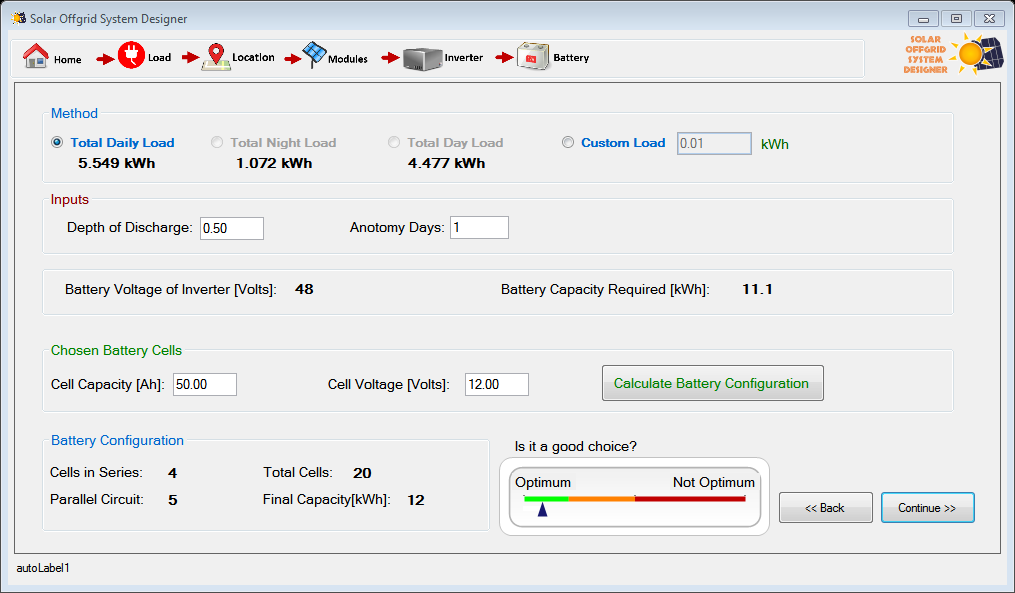 Solar Offgrid System Designer
Home Load Location Modules Inverter Battery
SOLAR
OFFGRID
SYSTEM
DESIGNER
Method
Total Daily Load Total Night Load Total Day Load Custom Load 0.01 kWh
5.549 kWh 1.072 kWh 4.477 kWh
Inputs
Depth of Discharge: 0.50 Anotomy Days: 1
Battery Voltage of Inverter [Volts]: 48 Battery Capacity Required [kWh]: 11.1
Chosen Battery Cells
Cell Capacity [Ah]: 50.00 Cell Voltage [Volts]: 12.00 Calculate Battery Configuration
Battery Configuration
Cells in Series: 4 Total Cells: 20
Parallel Circuit: 5 Final Capacity[kWh]: 12
Is it a good choice?
Optimum Not Optimum
<< Back Continue >>
autoLabel1